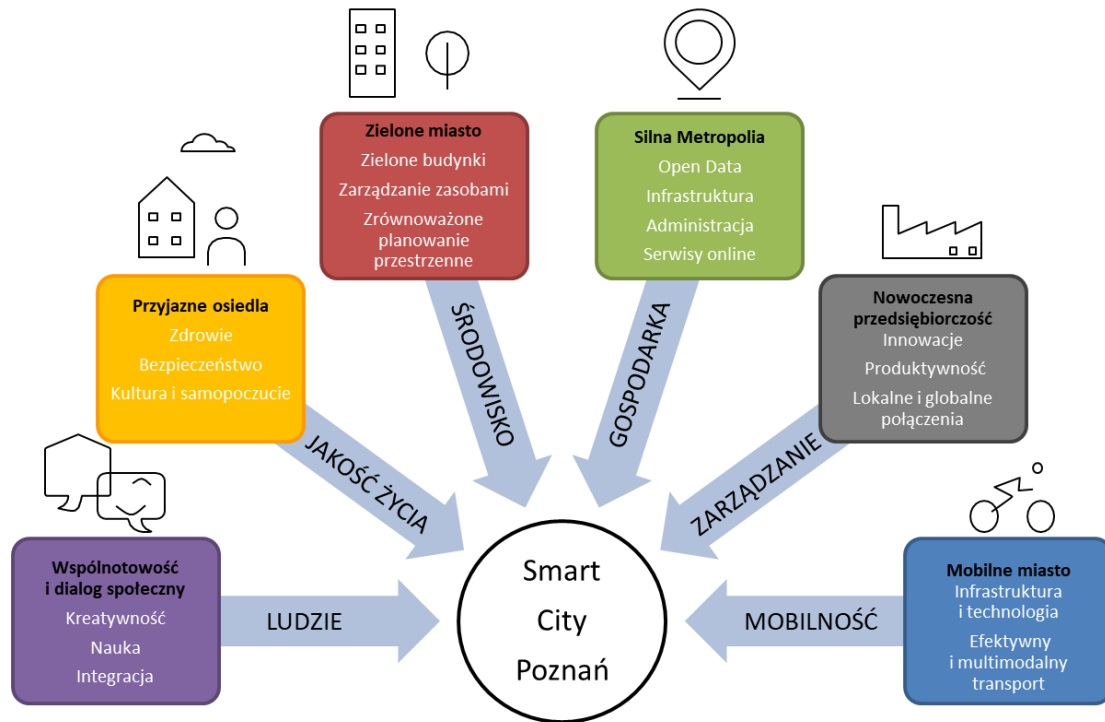 Zielone miasto
Zielone budynki
Zarządzanie zasobami
Zrównoważone
planowanie
przestrzenne
Silna Metropolia
Open Data
Infrastruktura
Administracja
Serwisy online
Przyjazne osiedla
Zdrowie
Bezpieczeństwo
Kultura i samopoczucie
Nowoczesna
przedsiębiorczość
Innowacje
Produktywność
Lokalne i globalne
połączenia
ŚRODOWISKO
GOSPODARKA
JAKOŚĆ ŻYCIA
ZARZĄDZANIE
Wspólnotowość
i dialog społeczny
Kreatywność
Nauka
Integracja
LUDZIE
Smart
City
Poznań
MOBILNOŚĆ
Mobilne miasto
Infrastruktura
i technologia
Efektywny
i multimodalny
transport